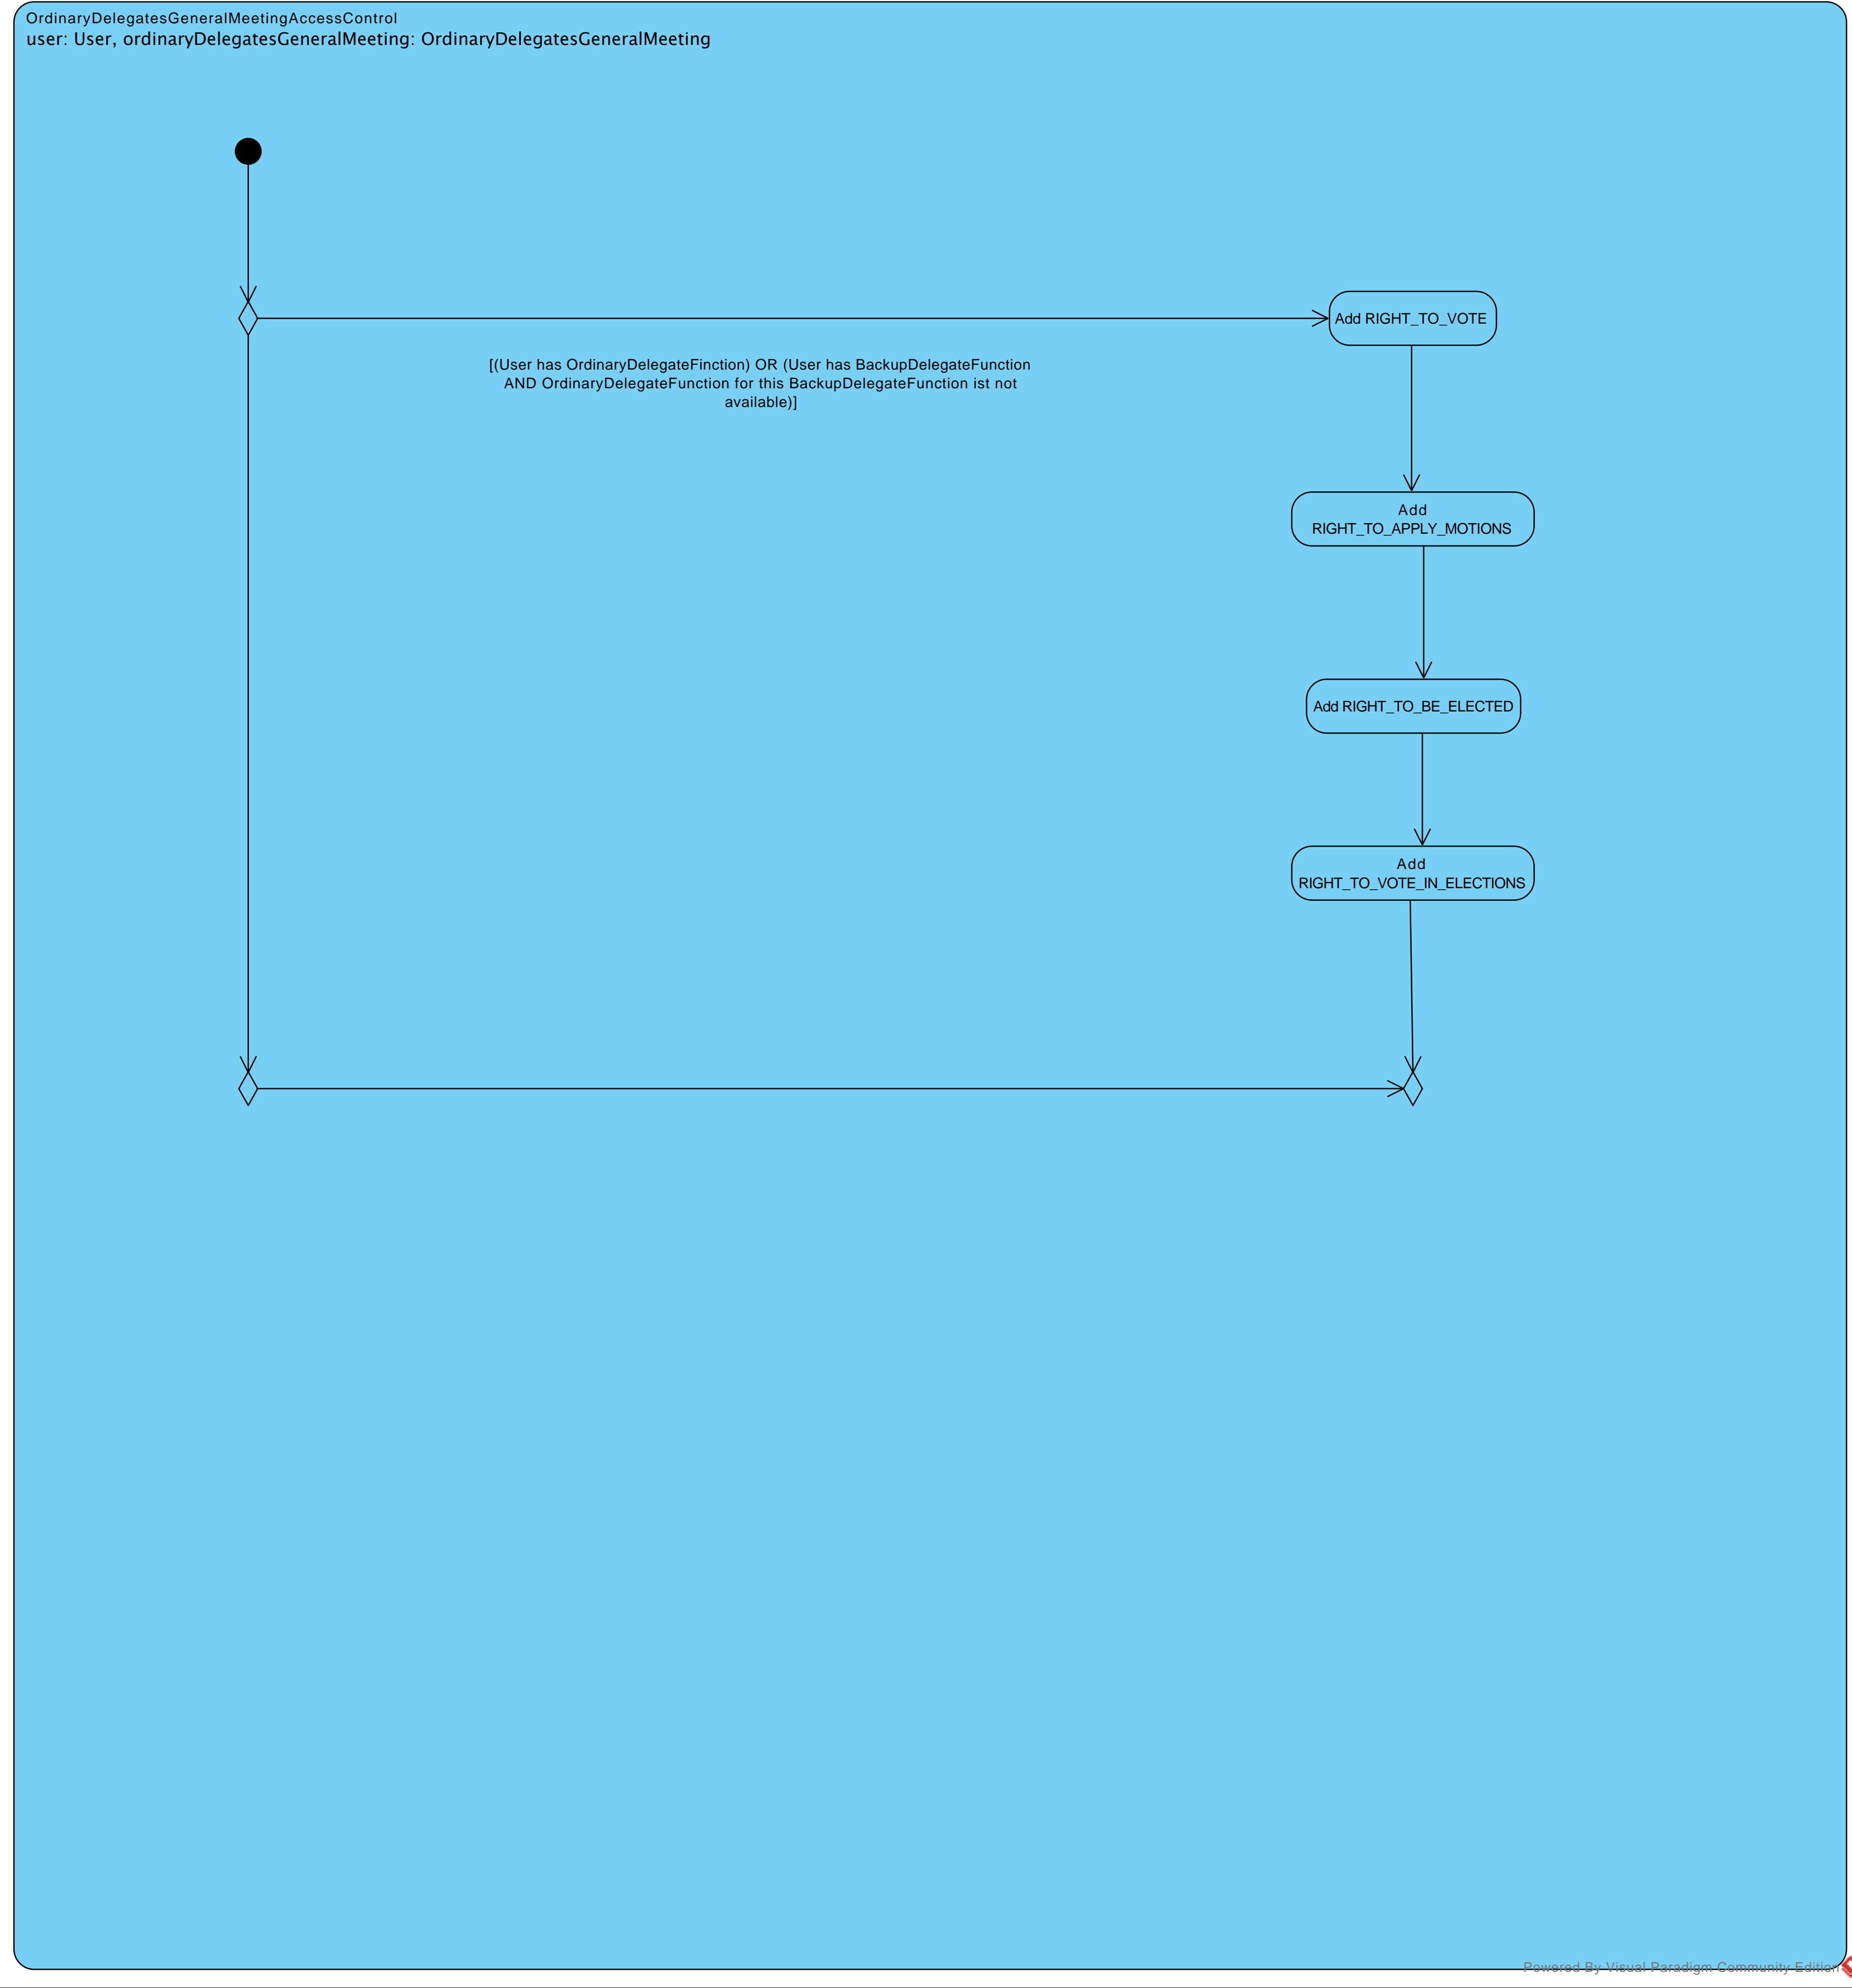 OrdinaryDelegatesGeneralMeetingAccessControl
user: User, ordinaryDelegatesGeneralMeeting: OrdinaryDelegatesGeneralMeeting
Add RIGHT_TO_VOTE
[(User has OrdinaryDelegateFinction) OR (User has BackupDelegateFunction
AND OrdinaryDelegateFunction for this BackupDelegateFunction ist not
available)]
Add
RIGHT_TO_APPLY_MOTIONS
Add RIGHT_TO_BE_ELECTED
Add
RIGHT_TO_VOTE_IN_ELECTIONS
Powered By Visual Paradigm Community Edition